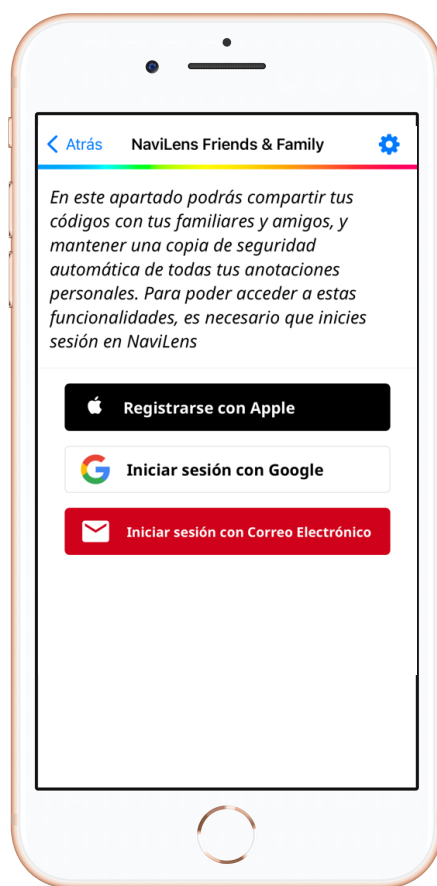 Atrás NaviLens Friends & Family
En este apartado podrás compartir tus
códigos con tus familiares y amigos, y
mantener una copia de seguridad
automática de todas tus anotaciones
personales. Para poder acceder a estas
funcionalidades, es necesario que inicies
sesión en NaviLens
Registrarse con Apple
Iniciar sesión con Google
Iniciar sesión con Correo Electrónico